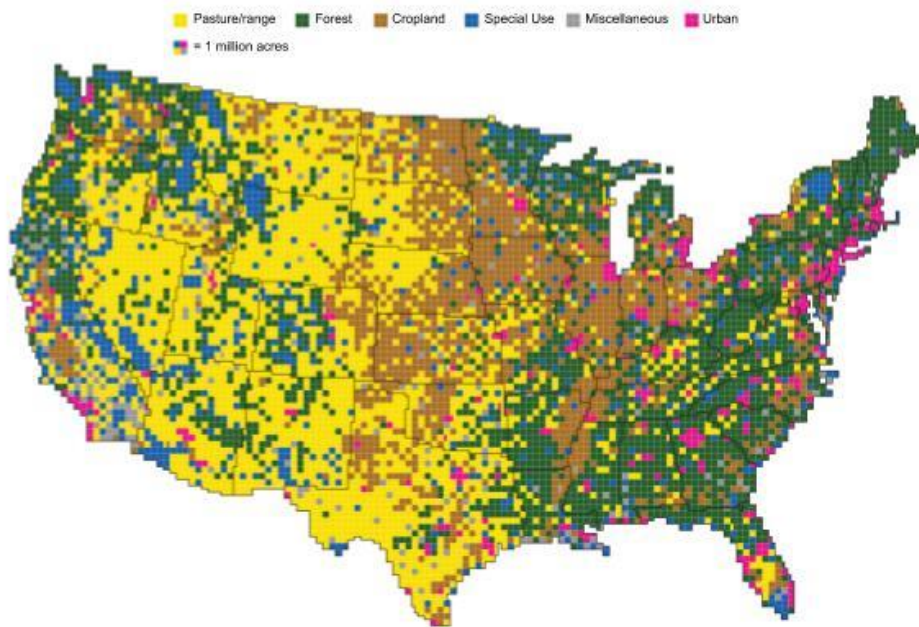 Pasture/range Forest Cropland Special Use Miscellaneous Urban
= 1 million acres